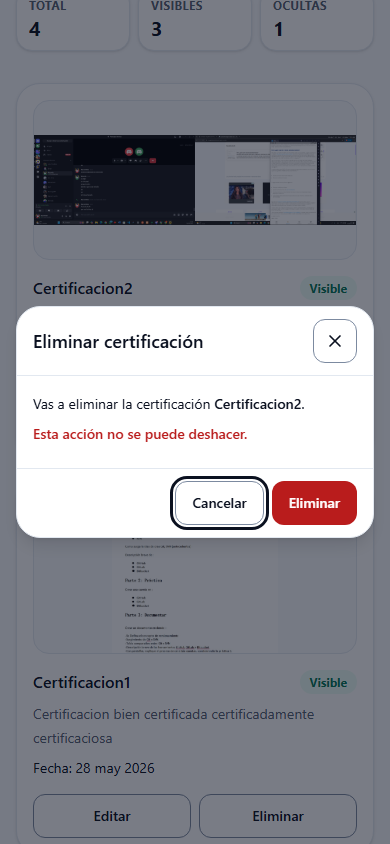 TOTAL
VISIBLES
OCULTAS
4
3
1
Certificacion2
Visible
Eliminar certificación
Vas a eliminar la certificación Certificacion2.
Esta acción no se puede deshacer.
Cancelar
Eliminar
Certificacion1
Visible
Certificacion bien certificada certificadamente
certificaciosa
Fecha: 28 may 2026
Editar
Eliminar